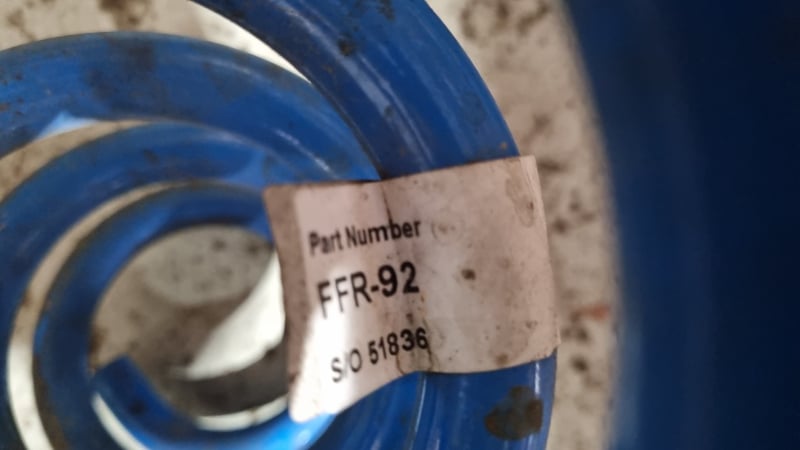 Part Number
FFR-92
S/O 51836